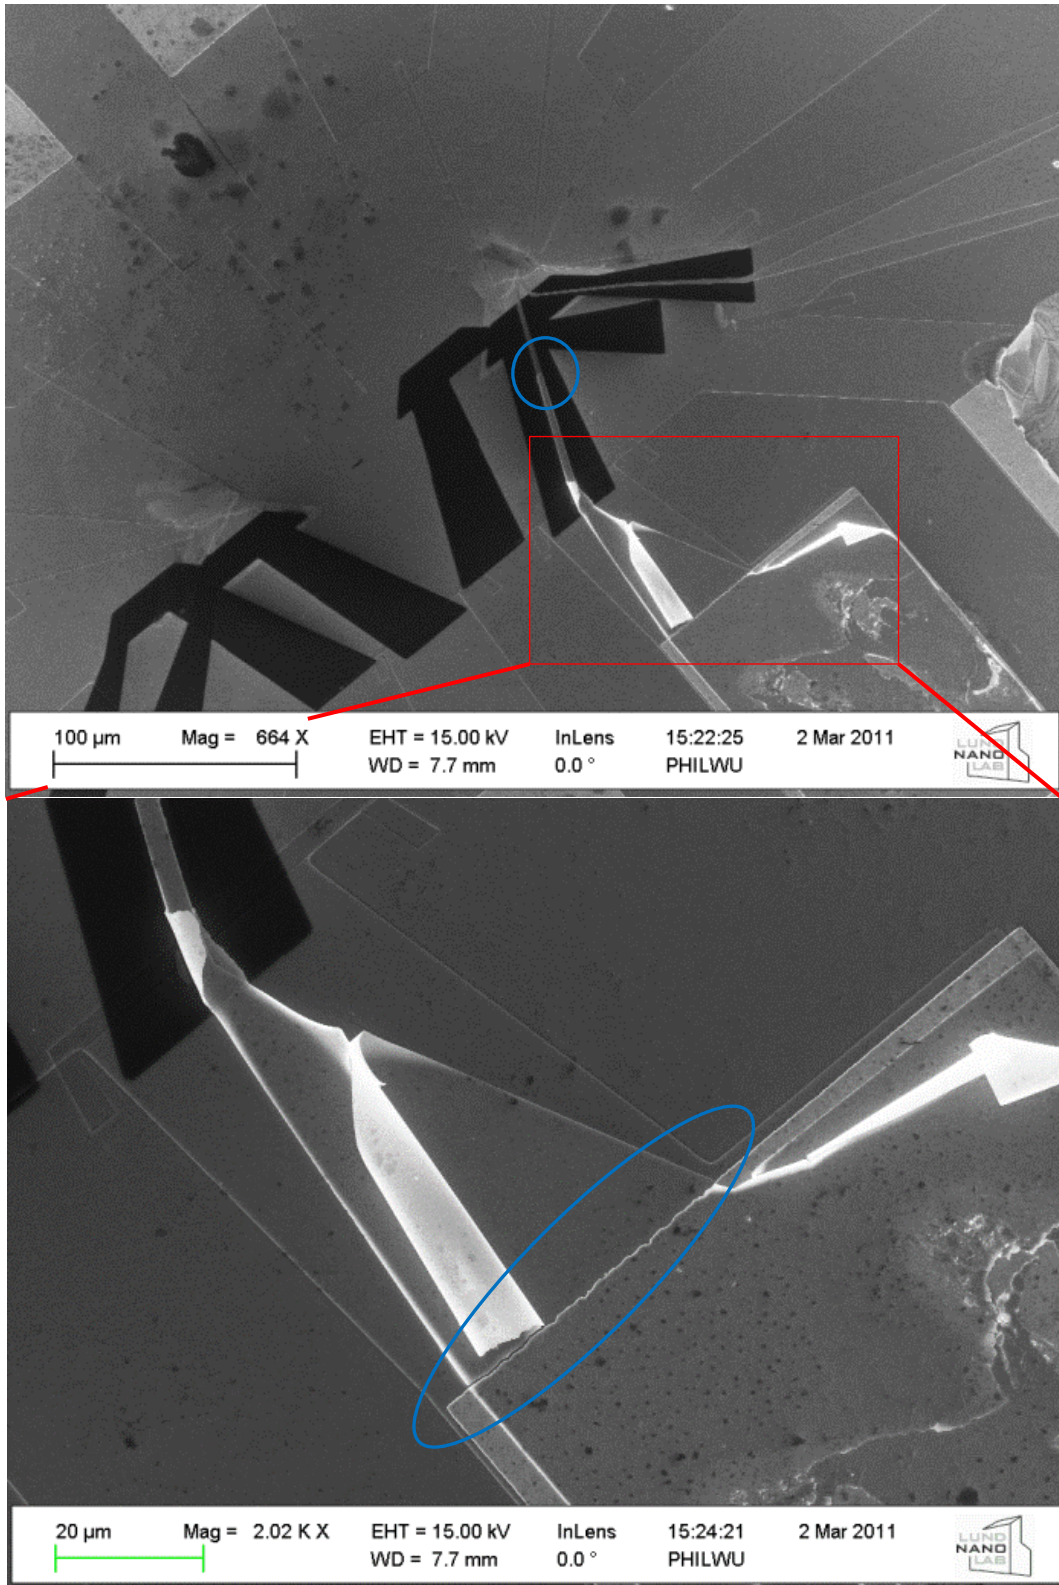 100 µm Mag = 664 X EHT = 15.00 kV InLens 15:22:25 2 Mar 2011
WD = 7.7 mm 0.0 ° PHILWU
LUND
NANO
LAB
20 µm Mag = 2.02 K X EHT = 15.00 kV InLens 15:24:21 2 Mar 2011
WD = 7.7 mm 0.0 ° PHILWU
LUND
NANO
LAB